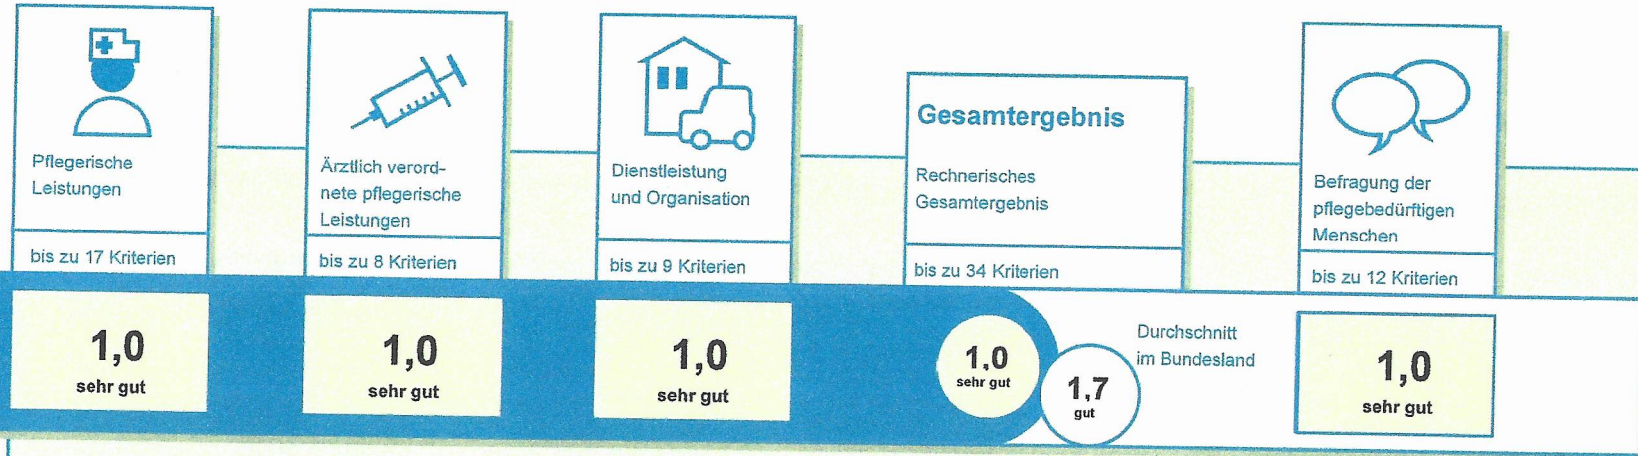 Pflegerische
Leistungen
bis zu 17 Kriterien
1,0
sehr gut
Ärztlich verord-
nete pflegerische
Leistungen
bis zu 8 Kriterien
1,0
sehr gut
Dienstleistung
und Organisation
bis zu 9 Kriterien
1,0
sehr gut
Gesamtergebnis
Rechnerisches
Gesamtergebnis
bis zu 34 Kriterien
1,0
sehr gut
1,7
gut
Durchschnitt
im Bundesland
Befragung der
pflegebedürftigen
Menschen
bis zu 12 Kriterien
1,0
sehr gut